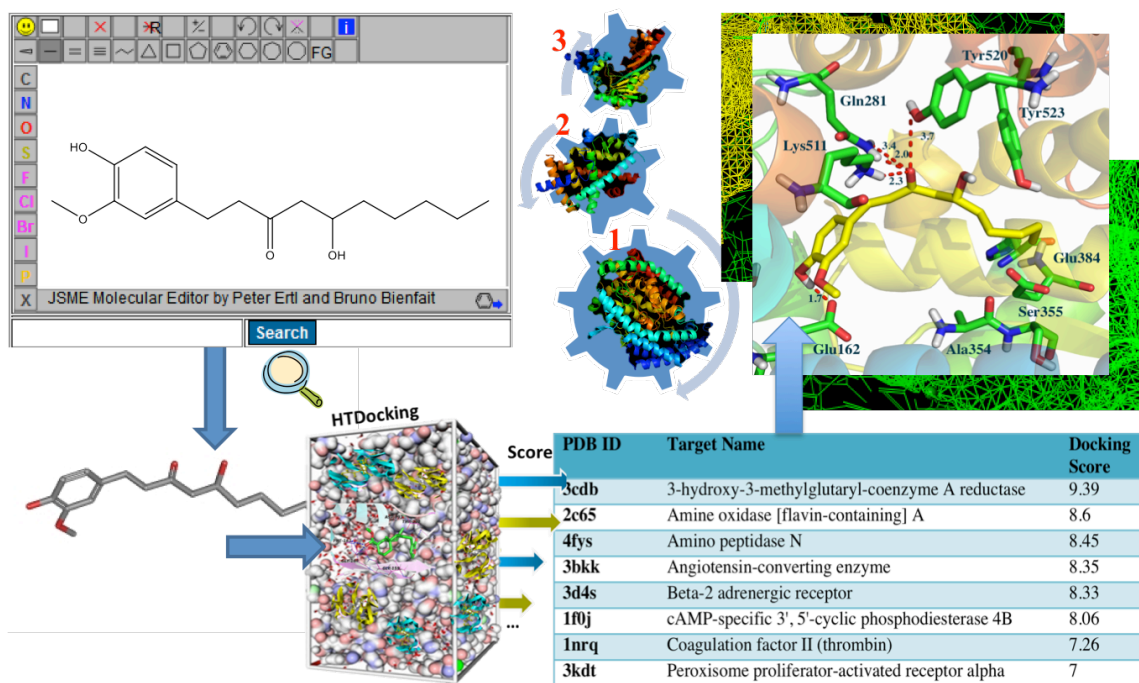 R
+/-
i
FG
C
N
O
S
F
Cl
Br
I
P
X
HO
O
O
OH
JSME Molecular Editor by Peter Ertl and Bruno Bienfait
Search
3
2
1
Tyr520
Gln281
Tyr523
Lys511
3.4
2.0
3.7
2.3
Glu384
1.7
Ser355
Glu162
Ala354
HTDocking
Score
...
PDB ID Target Name Docking Score
3cdb 3-hydroxy-3-methylglutaryl-coenzyme A reductase 9.39
2c65 Amine oxidase [flavin-containing] A 8.6
4fys Amino peptidase N 8.45
3bkk Angiotensin-converting enzyme 8.35
3d4s Beta-2 adrenergic receptor 8.33
1f0j cAMP-specific 3', 5'-cyclic phosphodiesterase 4B 8.06
1nrq Coagulation factor II (thrombin) 7.26
3kdt Peroxisome proliferator-activated receptor alpha 7